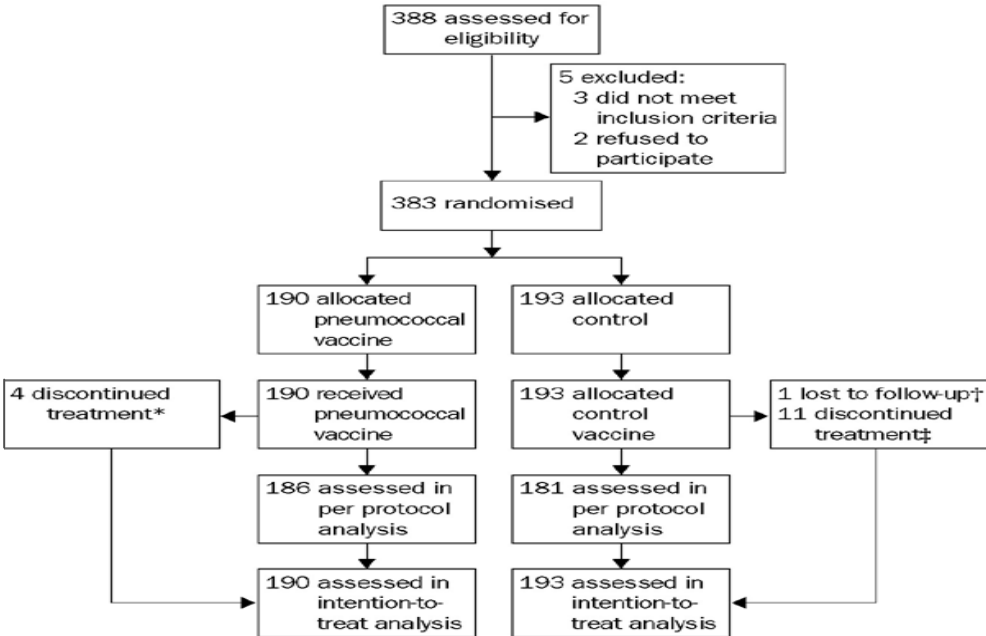 388 assessed for
eligibility
5 excluded:
3 did not meet
inclusion criteria
2 refused to
participate
383 randomised
190 allocated
pneumococcal
vaccine
193 allocated
control
4 discontinued
treatment*
190 received
pneumococcal
vaccine
193 allocated
control
vaccine
1 lost to follow-up†
11 discontinued
treatment‡
186 assessed in
per protocol
analysis
181 assessed in
per protocol
analysis
190 assessed in
intention-to-
treat analysis
193 assessed in
intention-to-
treat analysis